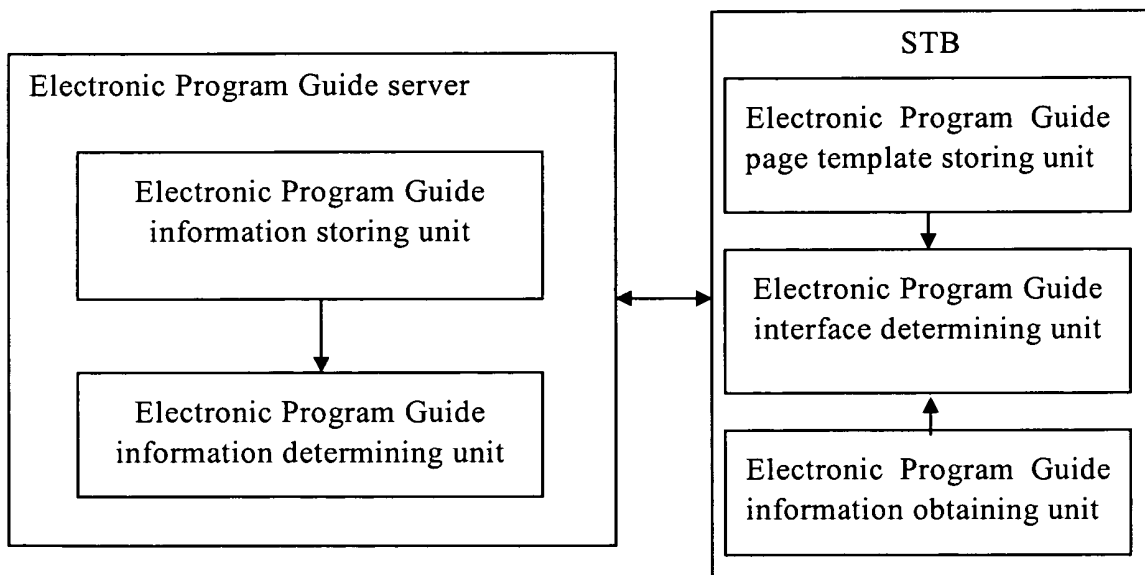 Electronic Program Guide server
Electronic Program Guide
information storing unit
Electronic Program Guide
information determining unit
STB
Electronic Program Guide
page template storing unit
Electronic Program Guide
interface determining unit
Electronic Program Guide
information obtaining unit